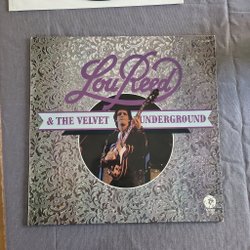 Lou Reed
& THE VELVET UNDERGROUND